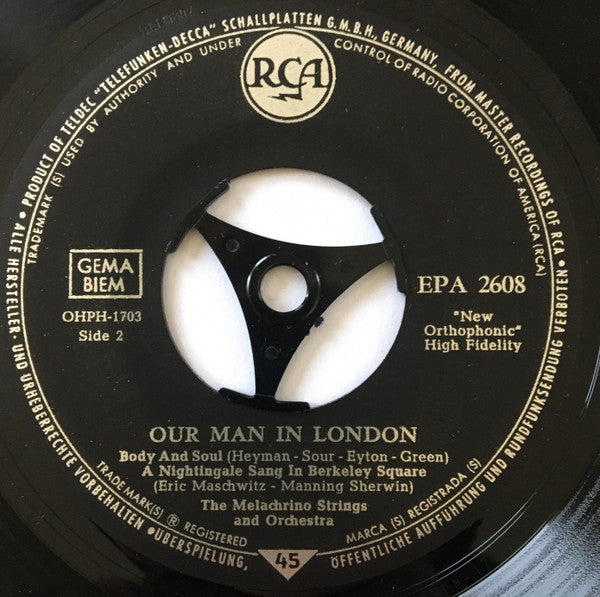 • PRODUCT OF TELDEC "TELEFUNKEN-DECCA" SCHALLPLATTEN G.M.B.H., GERMANY, FROM MASTER RECORDINGS OF RCA •
TRADEMARK (S) USED BY AUTHORITY AND UNDER CONTROL OF RADIO CORPORATION OF AMERICA (RCA)
RCA
GEMA
BIEM
OHPH-1703
Side 2
EPA 2608
"New
Orthophonic"
High Fidelity
OUR MAN IN LONDON
Body And Soul (Heyman - Sour - Eyton - Green)
A Nightingale Sang In Berkeley Square
(Eric Maschwitz - Manning Sherwin)
The Melachrino Strings
and Orchestra
TRADEMARK(S) ® REGISTERED
MARCA (S) REGISTRADA (S)
45
ALLE HERSTELLER- UND URHEBERRECHTE VORBEHALTEN • ÜBERSPIELUNG, ÖFFENTLICHE AUFFÜHRUNG UND RUNDFUNKSENDUNG VERBOTEN.